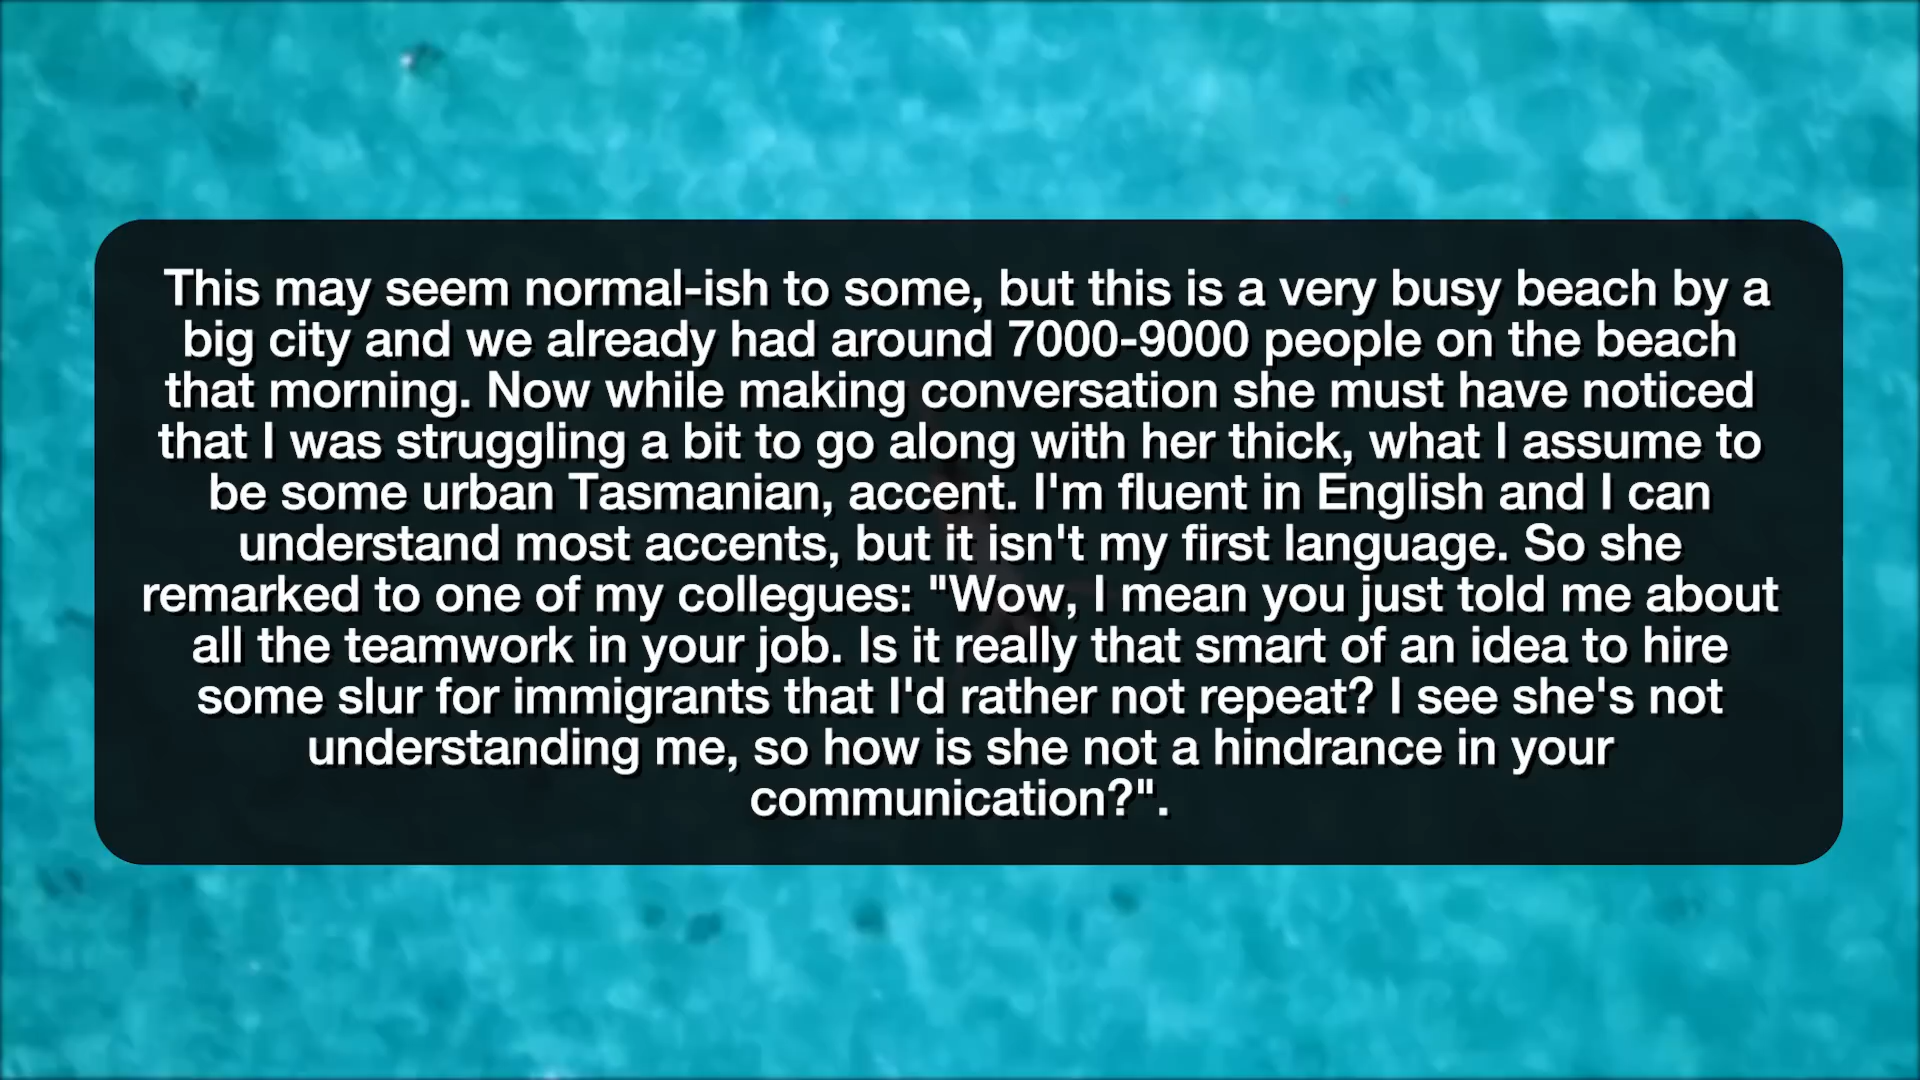 This may seem normal-ish to some, but this is a very busy beach by a
big city and we already had around 7000-9000 people on the beach
that morning. Now while making conversation she must have noticed
that I was struggling a bit to go along with her thick, what I assume to
be some urban Tasmanian, accent. I'm fluent in English and I can
understand most accents, but it isn't my first language. So she
remarked to one of my collegues: "Wow, I mean you just told me about
all the teamwork in your job. Is it really that smart of an idea to hire
some slur for immigrants that I'd rather not repeat? I see she's not
understanding me, so how is she not a hindrance in your
communication?".